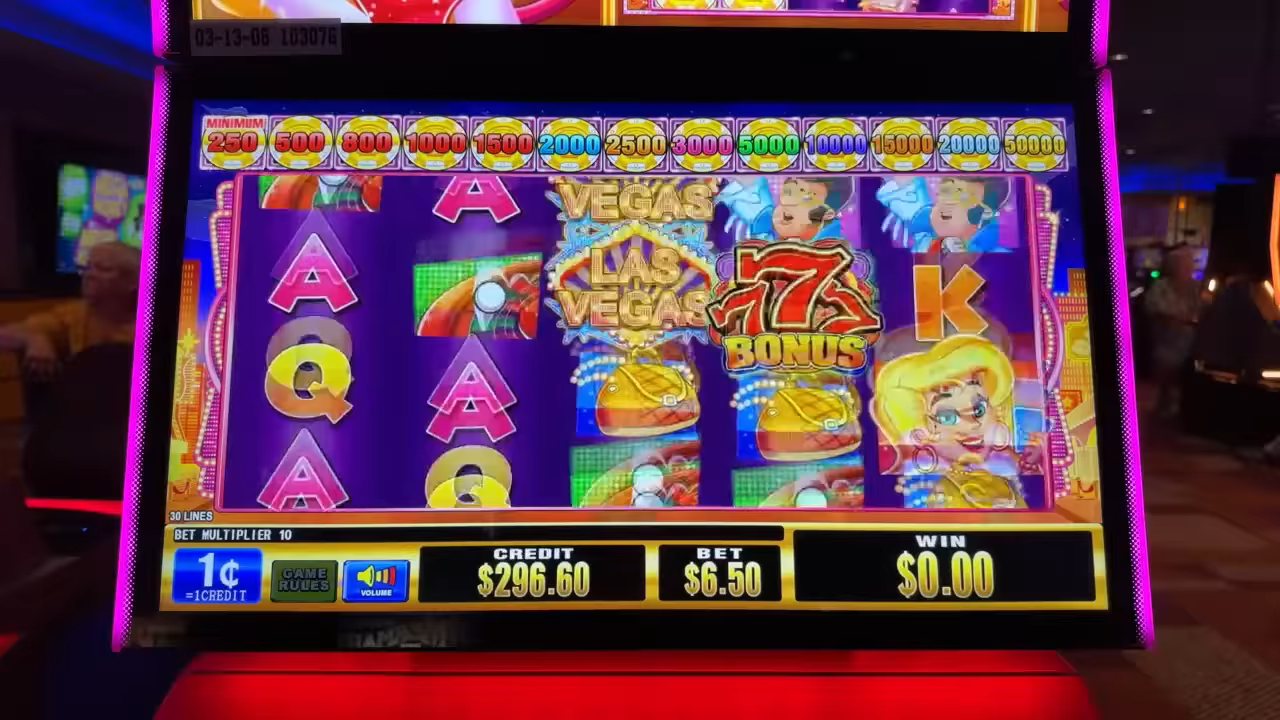 03-13-06 103076
MINIMUM
250 500 800 1000 1500 2000 2500 3000 5000 10000 15000 20000 50000
A
VEGAS
A
LAS
VEGAS
7
BONUS
K
Q
A
A
Q
30 LINES
BET MULTIPLIER 10
1¢
=1CREDIT
GAME
RULES
VOLUME
CREDIT
$296.60
BET
$6.50
WIN
$0.00